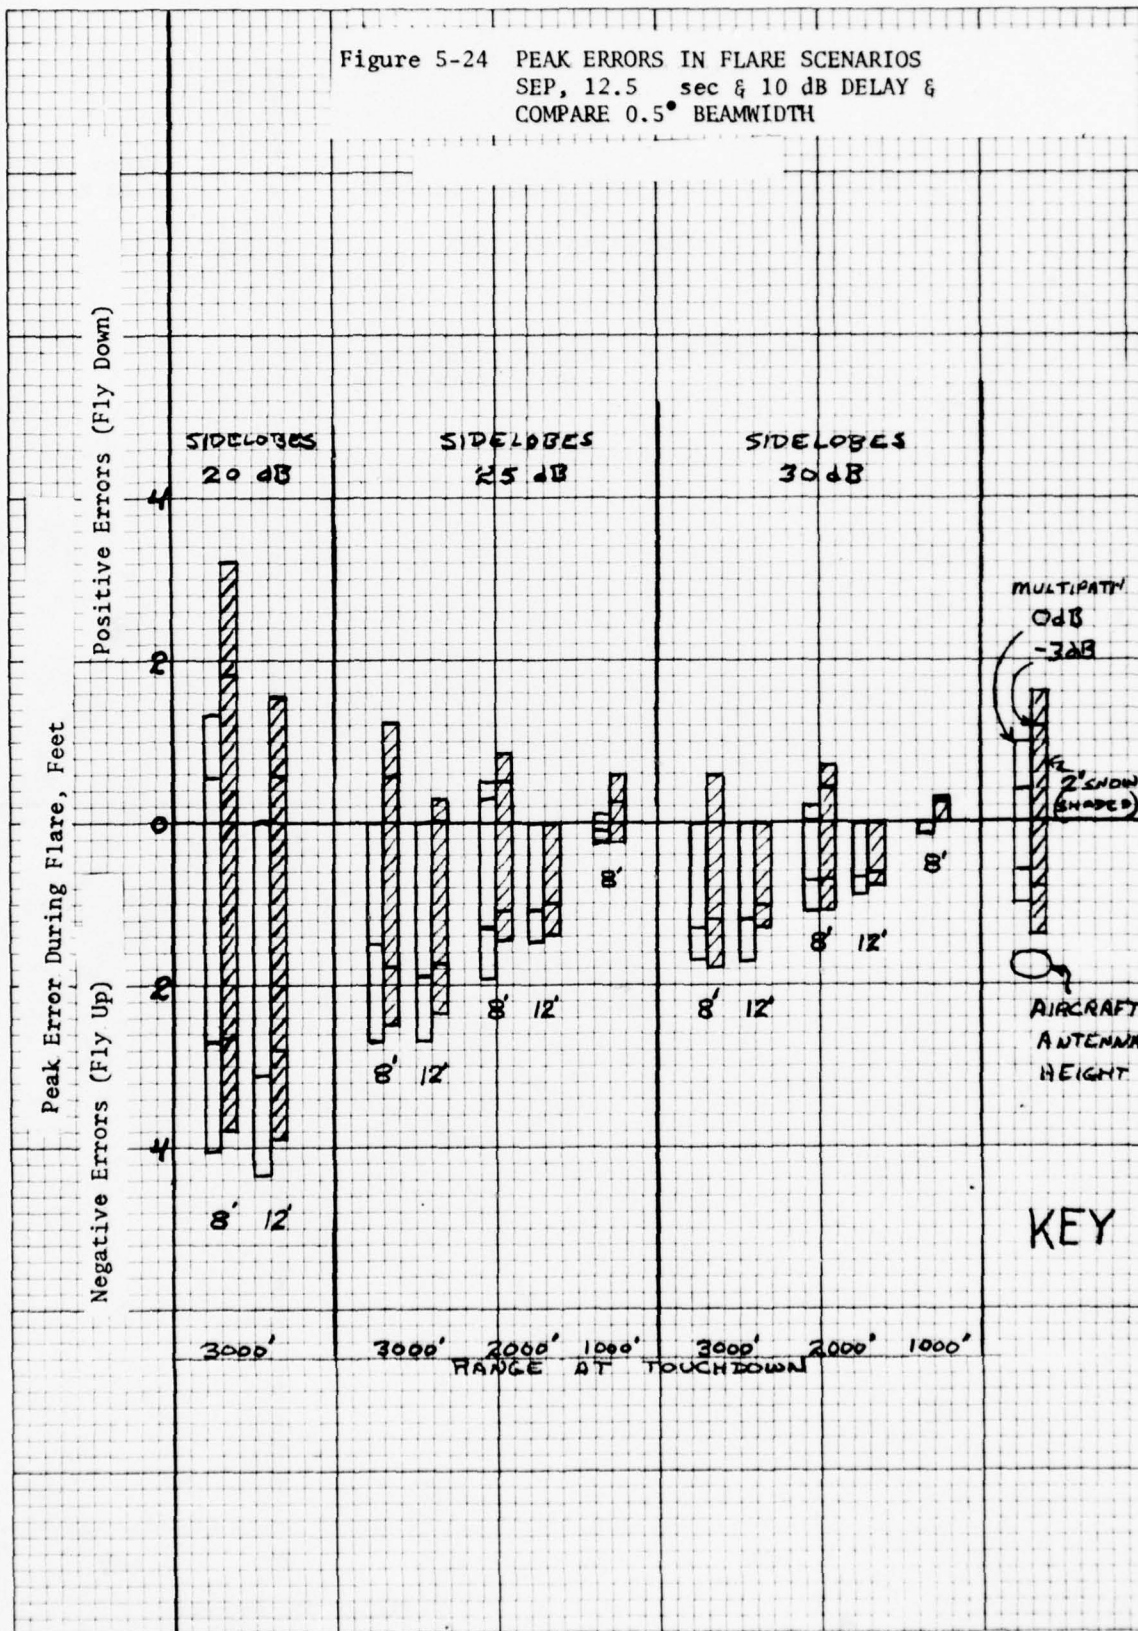 Figure 5-24 PEAK ERRORS IN FLARE SCENARIOS
SEP, 12.5 sec & 10 dB DELAY &
COMPARE 0.5° BEAMWIDTH
Peak Error During Flare, Feet
Positive Errors (Fly Down)
Negative Errors (Fly Up)
SIDELOBES
20 dB
SIDELOBES
25 dB
SIDELOBES
30 dB
4
2
0
2
4
8' 12'
8' 12'
8' 12'
8'
8' 12'
8' 12'
8'
MULTIPATH
0dB
-3dB
2' SNOW
(SHADED)
AIRCRAFT
ANTENNA
HEIGHT
KEY
3000' 3000' 2000' 1000' 3000' 2000' 1000'
RANGE AT TOUCHDOWN